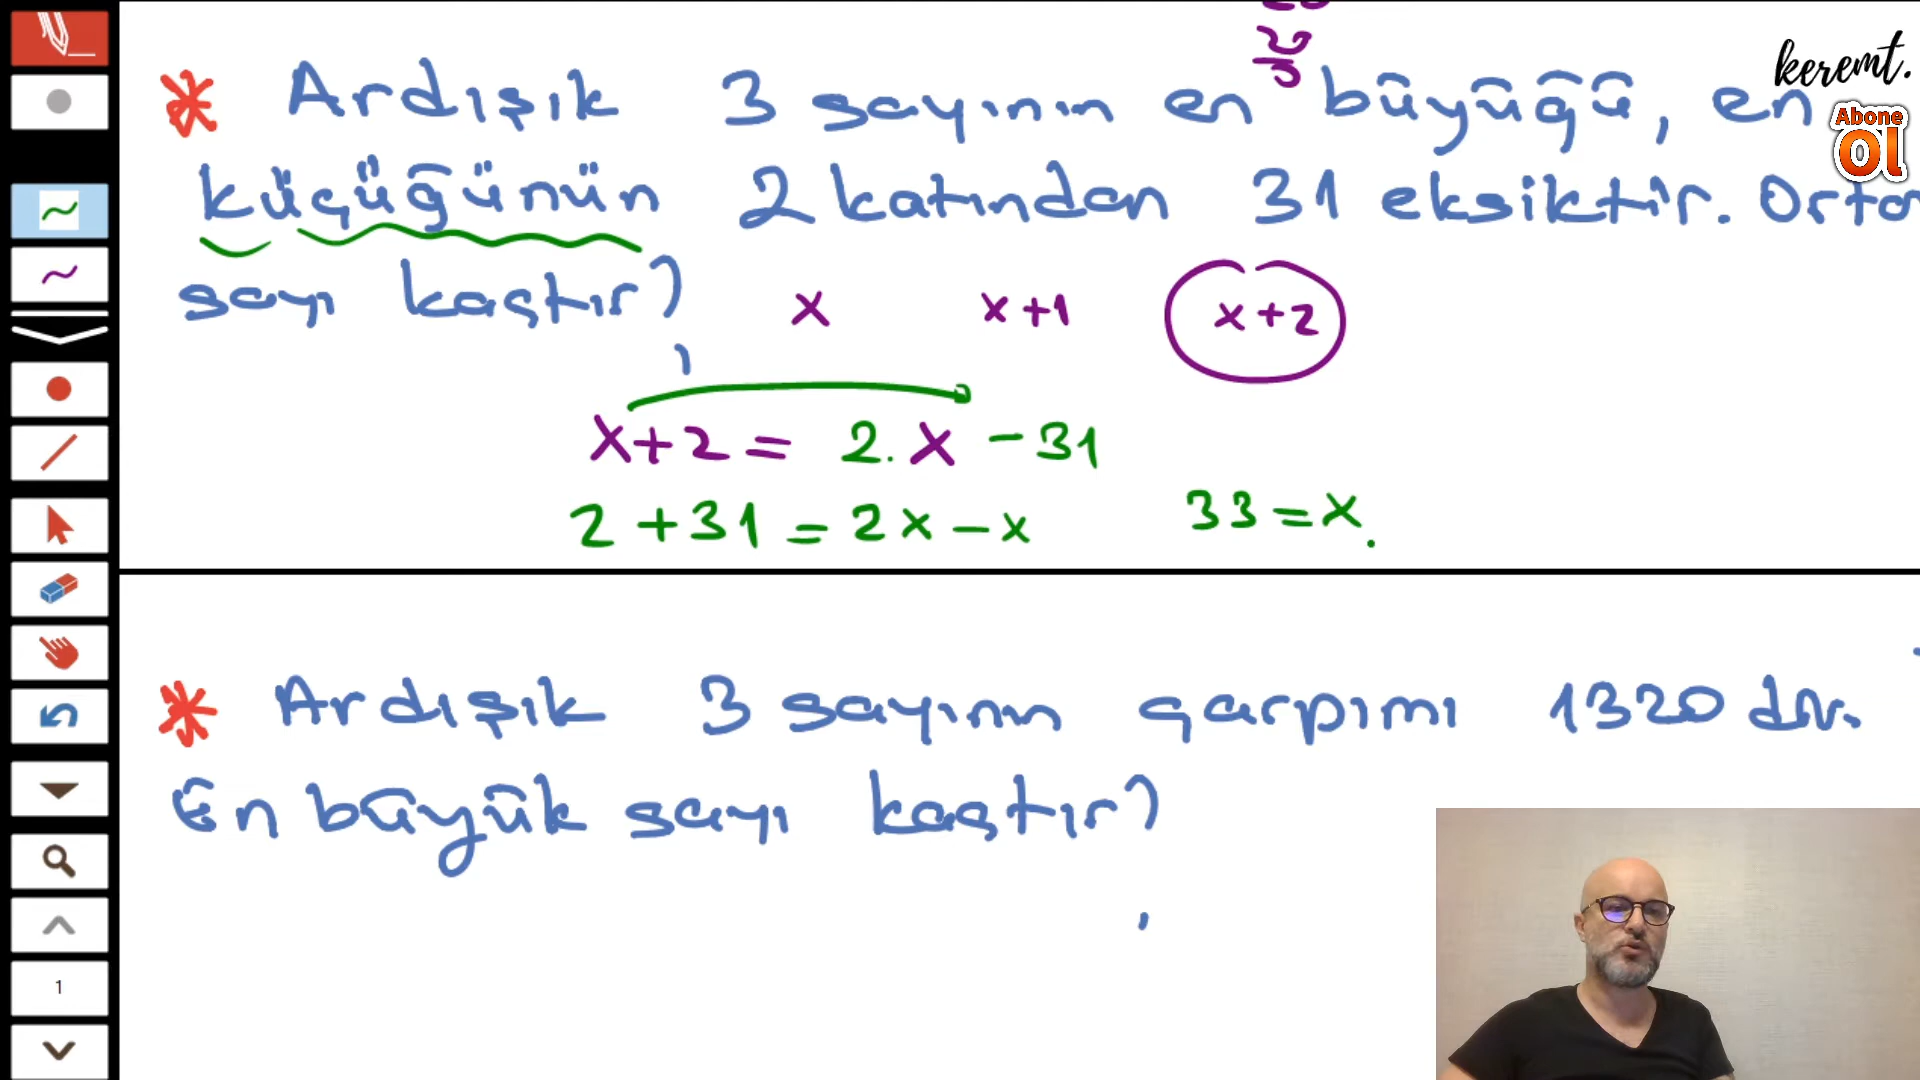 keremt.
Abone
Ol
* Ardışık 3 sayının en büyüğü, en
küçüğünün 2 katından 31 eksiktir. Orta
sayı kaçtır?
x x+1 x+2
x+2 = 2.x - 31
2 + 31 = 2x - x 33 = x.
* Ardışık 3 sayının çarpımı 1320 dir.
En büyük sayı kaçtır?
1